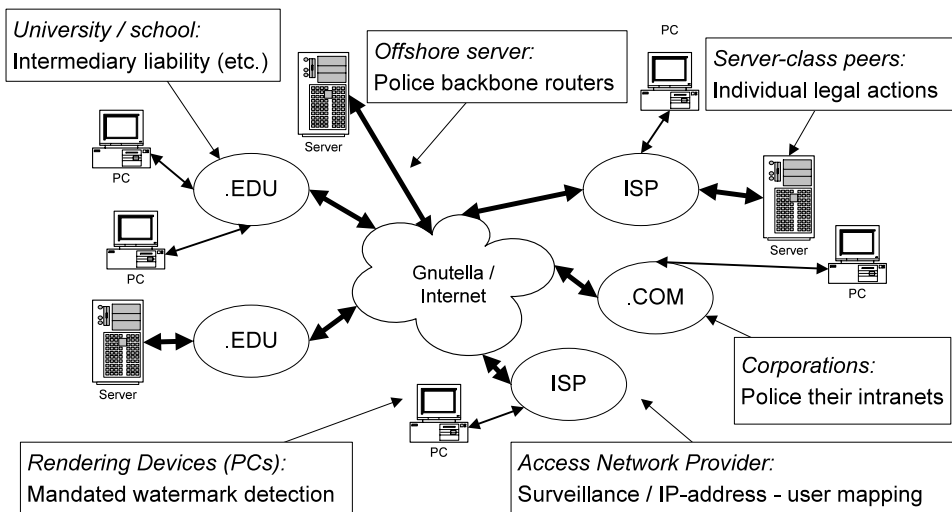 University / school:
Intermediary liability (etc.)
Offshore server:
Police backbone routers
PC
Server-class peers:
Individual legal actions
Server
PC
.EDU
ISP
Server
PC
Gnutella /
Internet
.COM
PC
.EDU
Server
ISP
Corporations:
Police their intranets
PC
Rendering Devices (PCs):
Mandated watermark detection
Access Network Provider:
Surveillance / IP-address - user mapping